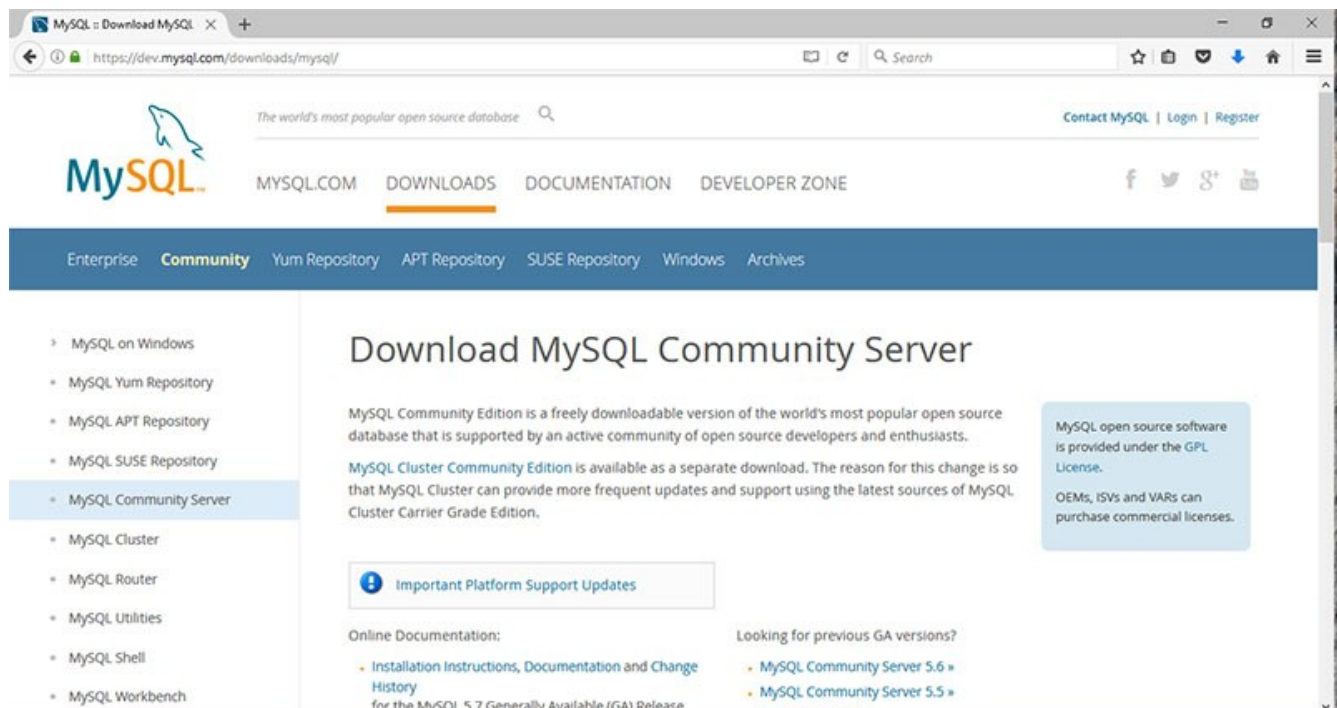 MySQL :: Download MySQL
https://dev.mysql.com/downloads/mysql/
Search
The world's most popular open source database
Contact MySQL | Login | Register
MySQL
MYSQL.COM DOWNLOADS DOCUMENTATION DEVELOPER ZONE
Enterprise Community Yum Repository APT Repository SUSE Repository Windows Archives
MySQL on Windows
MySQL Yum Repository
MySQL APT Repository
MySQL SUSE Repository
MySQL Community Server
MySQL Cluster
MySQL Router
MySQL Utilities
MySQL Shell
MySQL Workbench
Download MySQL Community Server
MySQL Community Edition is a freely downloadable version of the world's most popular open source
database that is supported by an active community of open source developers and enthusiasts.
MySQL Cluster Community Edition is available as a separate download. The reason for this change is so
that MySQL Cluster can provide more frequent updates and support using the latest sources of MySQL
Cluster Carrier Grade Edition.
MySQL open source software
is provided under the GPL
License.
OEMs, ISVs and VARs can
purchase commercial licenses.
Important Platform Support Updates
Online Documentation:
Installation Instructions, Documentation and Change
History
for the MySQL 5.7 Generally Available (GA) Release
Looking for previous GA versions?
MySQL Community Server 5.6 »
MySQL Community Server 5.5 »